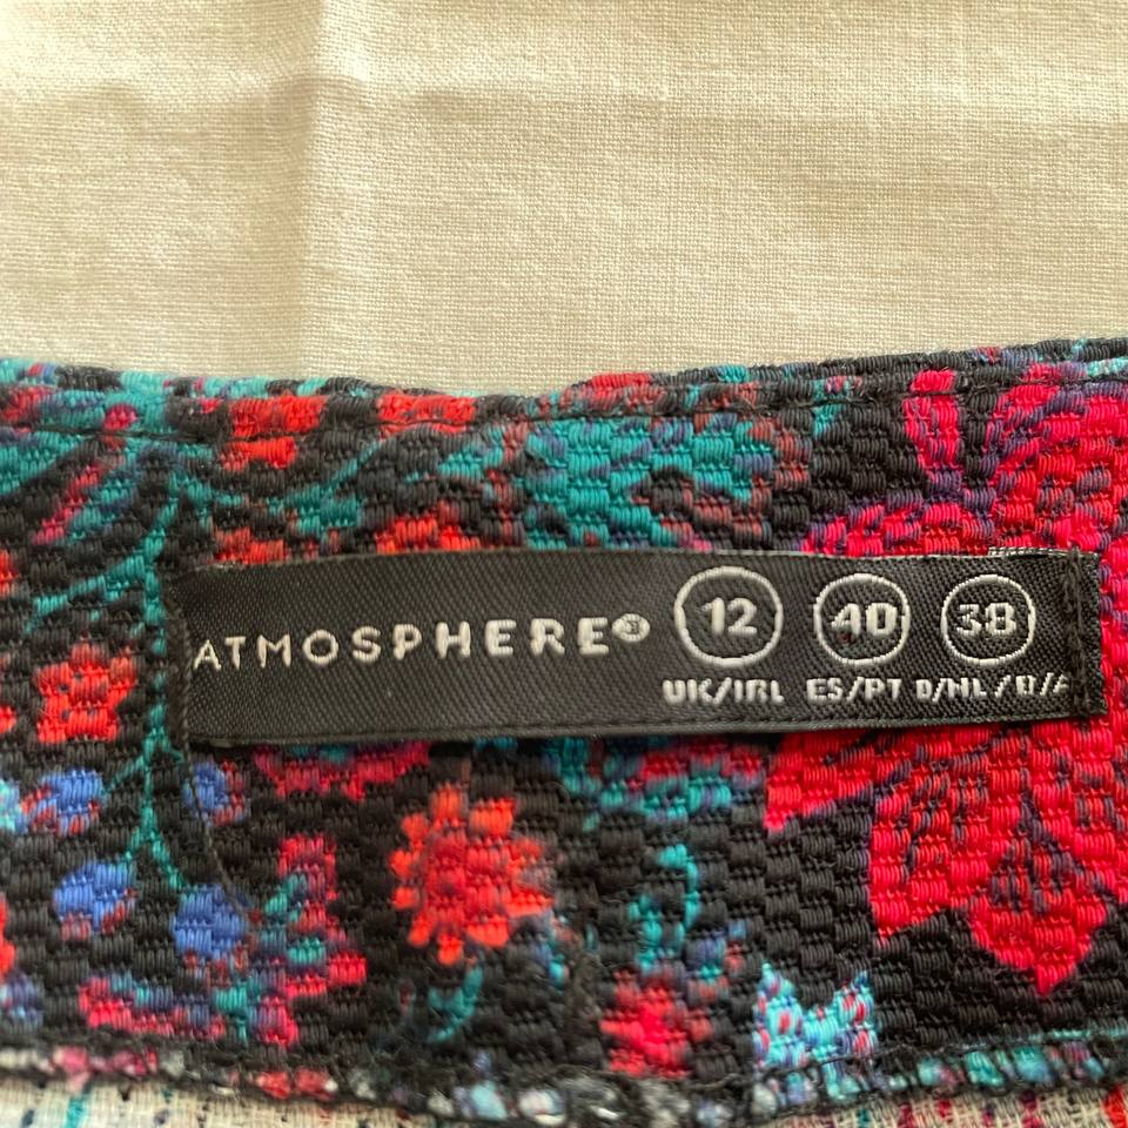 ATMOSPHERE® 12 40 38
UK/IRL ES/PT D/NL